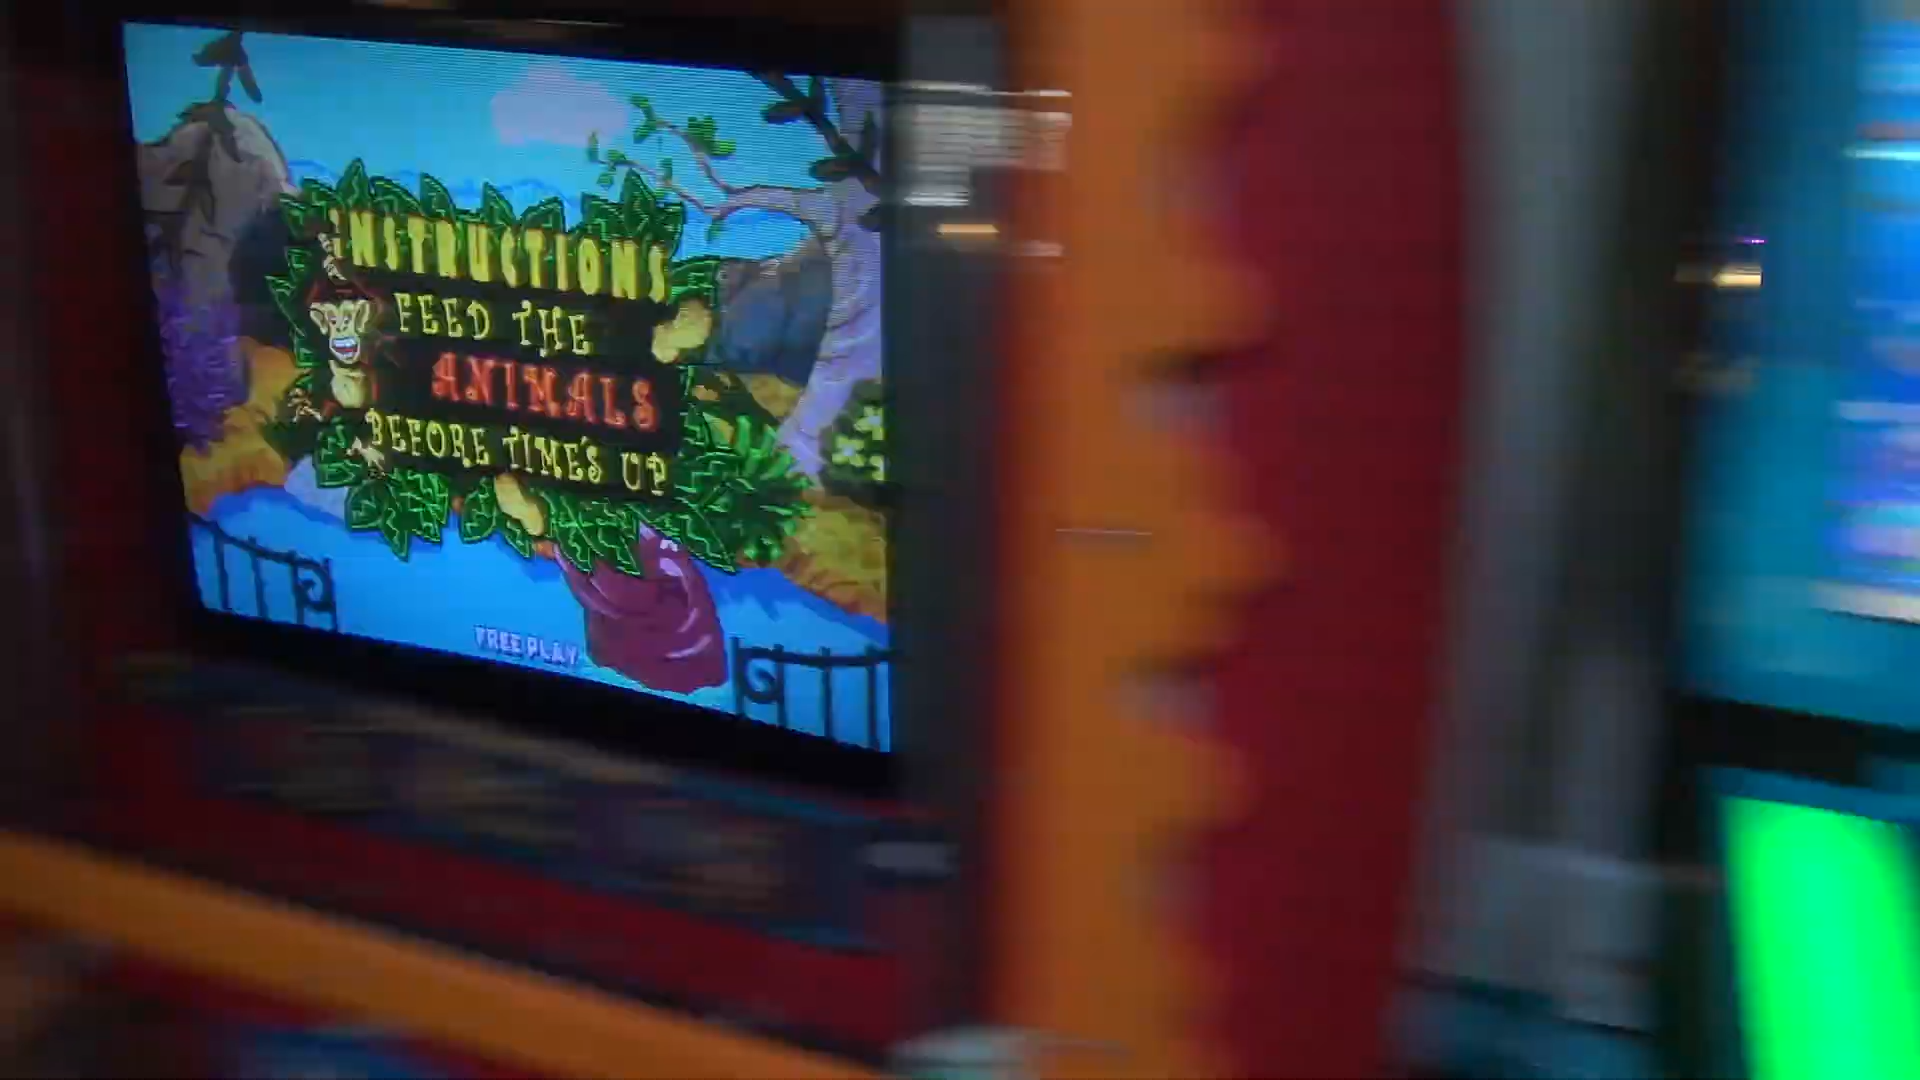 INSTRUCTIONS
FEED THE
ANIMALS
BEFORE TIME'S UP
FREE PLAY